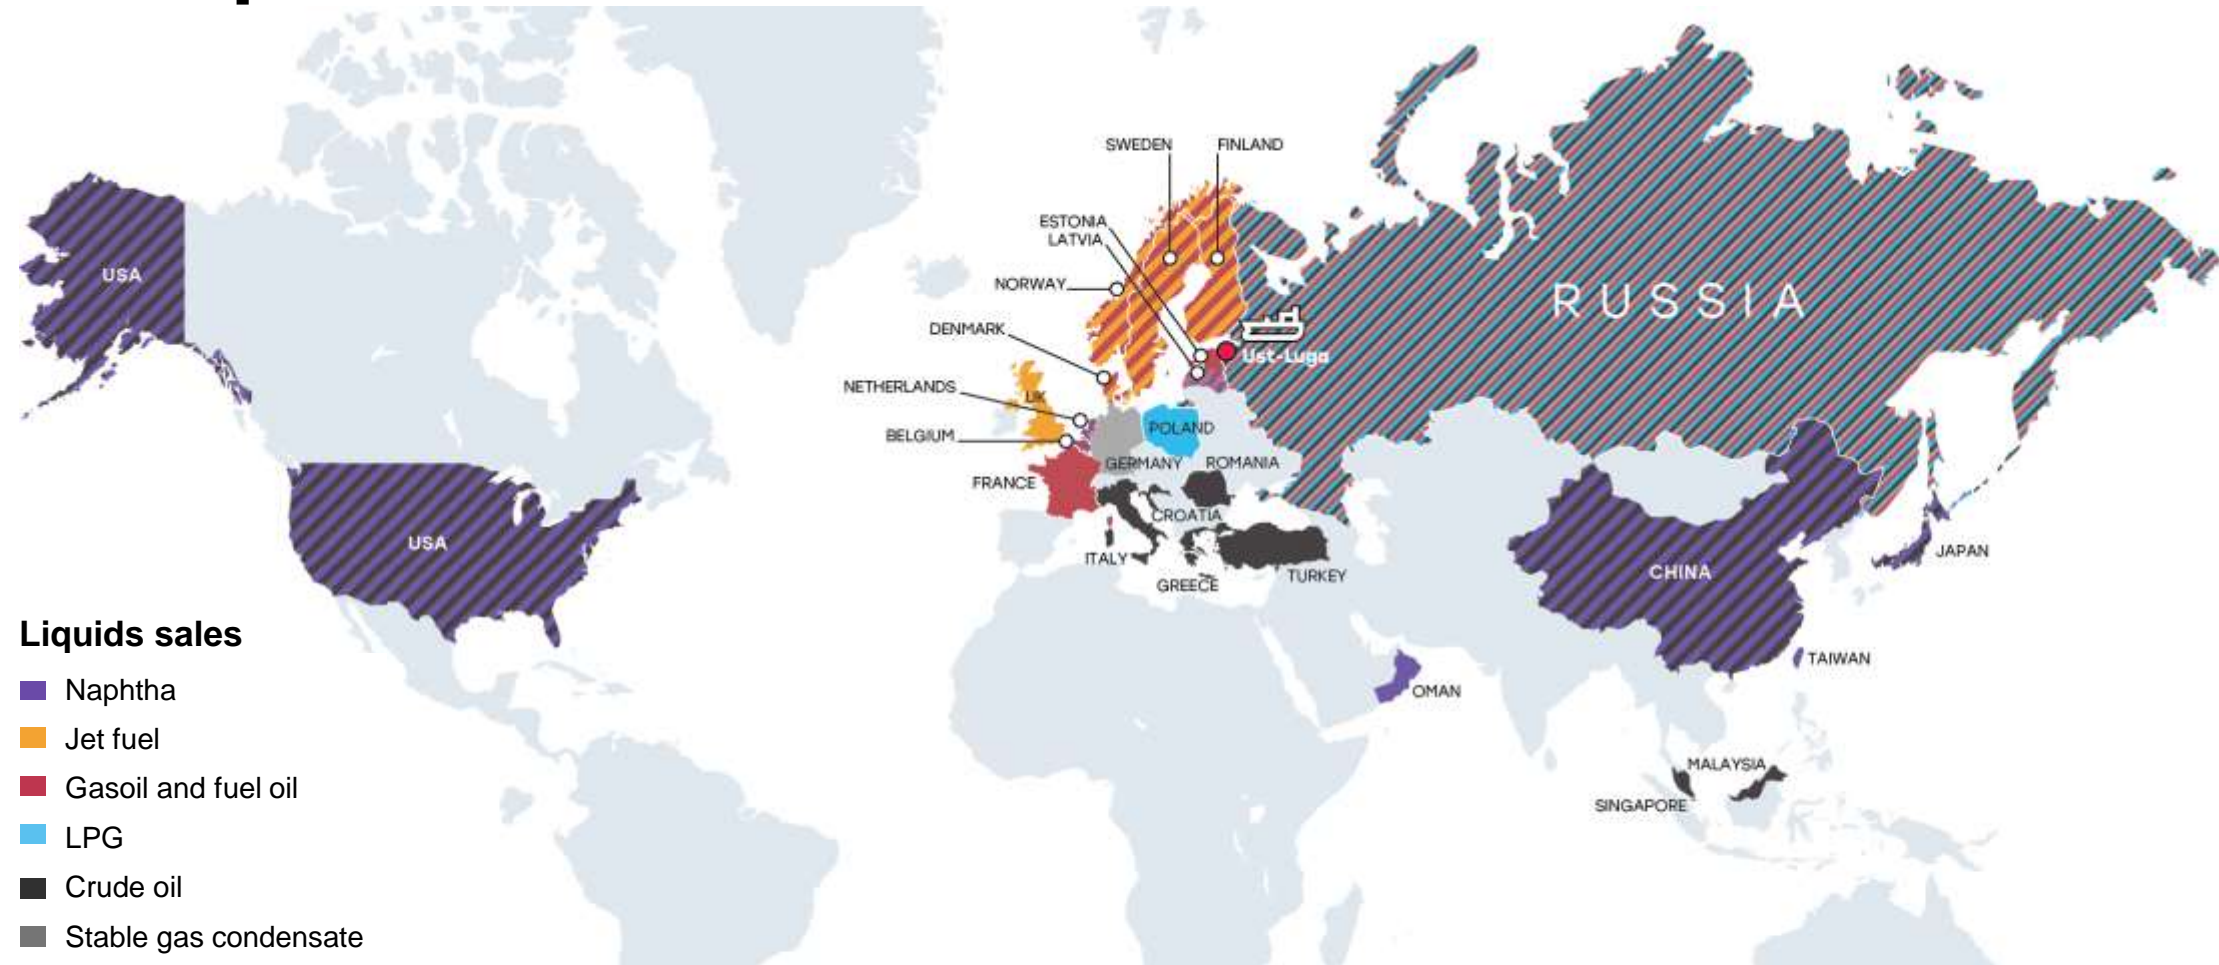 SWEDEN
FINLAND
ESTONIA
LATVIA
NORWAY
DENMARK
NETHERLANDS
BELGIUM
UK
POLAND
GERMANY
ROMANIA
FRANCE
CROATIA
ITALY
GREECE
TURKEY
RUSSIA
Ust-Luga
USA
USA
CHINA
JAPAN
TAIWAN
OMAN
MALAYSIA
SINGAPORE
Liquids sales
Naphtha
Jet fuel
Gasoil and fuel oil
LPG
Crude oil
Stable gas condensate